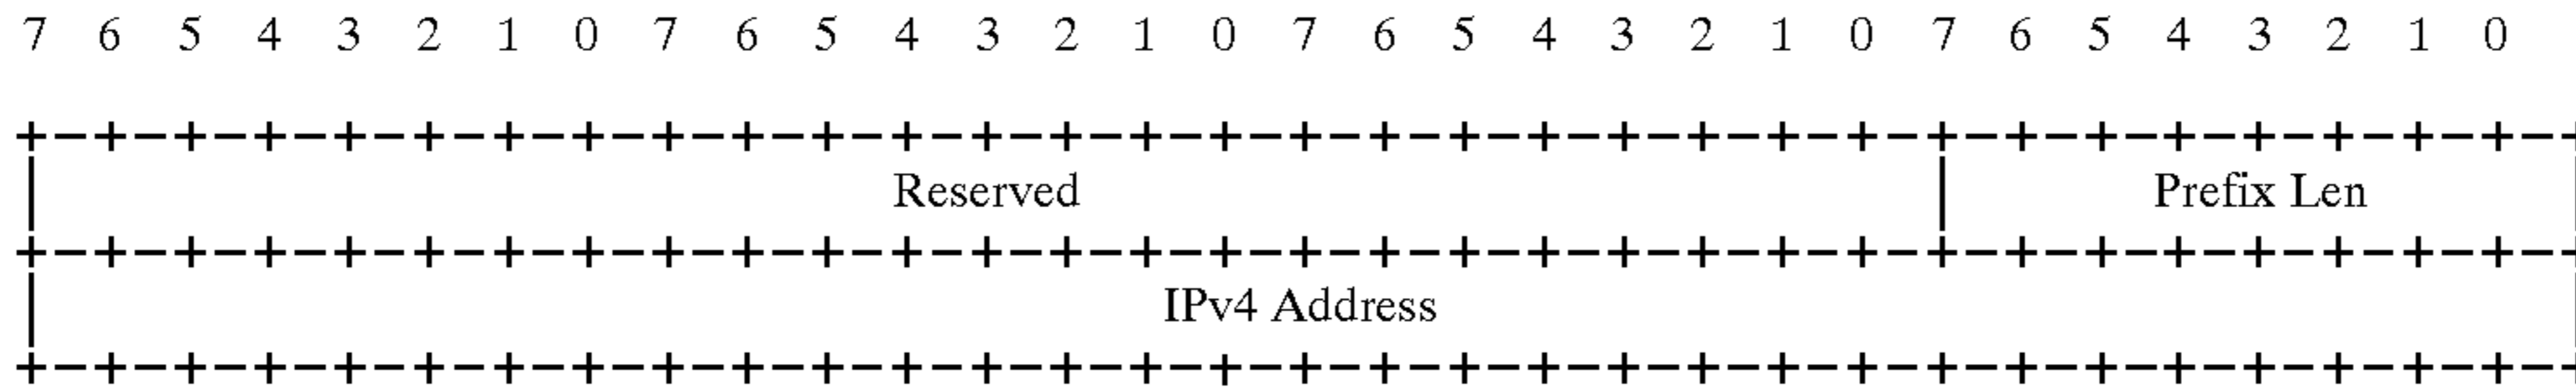 7 6 5 4 3 2 1 0 7 6 5 4 3 2 1 0 7 6 5 4 3 2 1 0 7 6 5 4 3 2 1 0
+-+-+-+-+-+-+-+-+-+-+-+-+-+-+-+-+-+-+-+-+-+-+-+-+-+-+-+-+-+-+-+-+
| Reserved | Prefix Len |
+-+-+-+-+-+-+-+-+-+-+-+-+-+-+-+-+-+-+-+-+-+-+-+-+-+-+-+-+-+-+-+-+
| IPv4 Address |
+-+-+-+-+-+-+-+-+-+-+-+-+-+-+-+-+-+-+-+-+-+-+-+-+-+-+-+-+-+-+-+-+